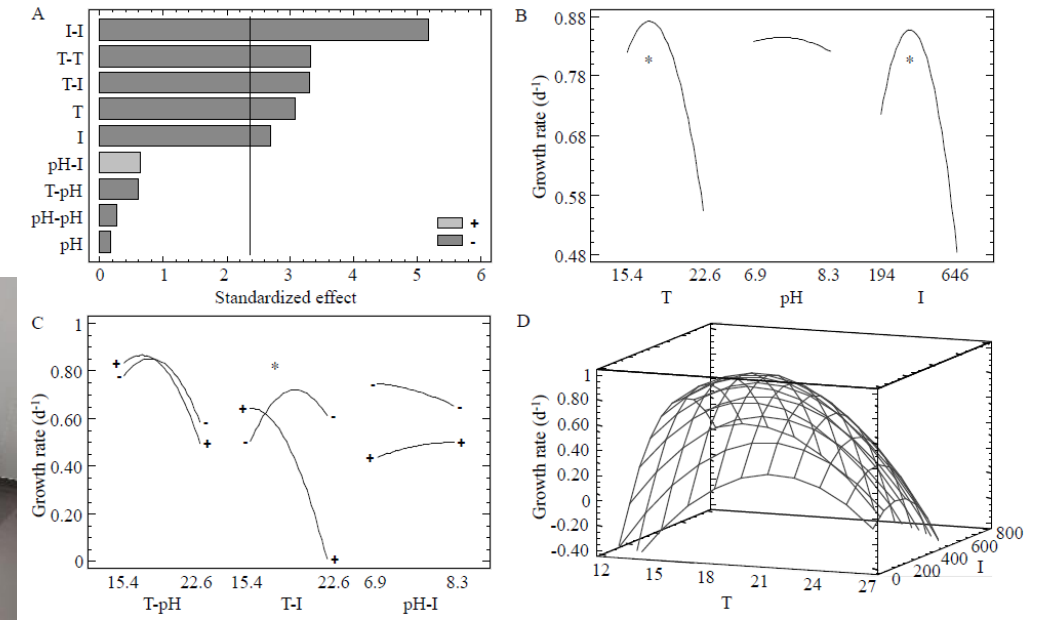 A
I-I
T-T
T-I
T
I
pH-I
T-pH
pH-pH
pH
+
-
0 1 2 3 4 5 6
Standardized effect
B
Growth rate (d⁻¹)
0.88
0.78
*
*
0.68
0.58
0.48
15.4 22.6 6.9 8.3 194 646
T pH I
C
Growth rate (d⁻¹)
1
0.80
0.60
0.40
0.20
0
+
-
-
+
*
+
-
-
+
-
-
+
+
15.4 22.6 15.4 22.6 6.9 8.3
T-pH T-I pH-I
D
Growth rate (d⁻¹)
1
0.80
0.60
0.40
0.20
0
-0.20
-0.40
12 15 18 21 24 27
T
0 200 400 600 800
I